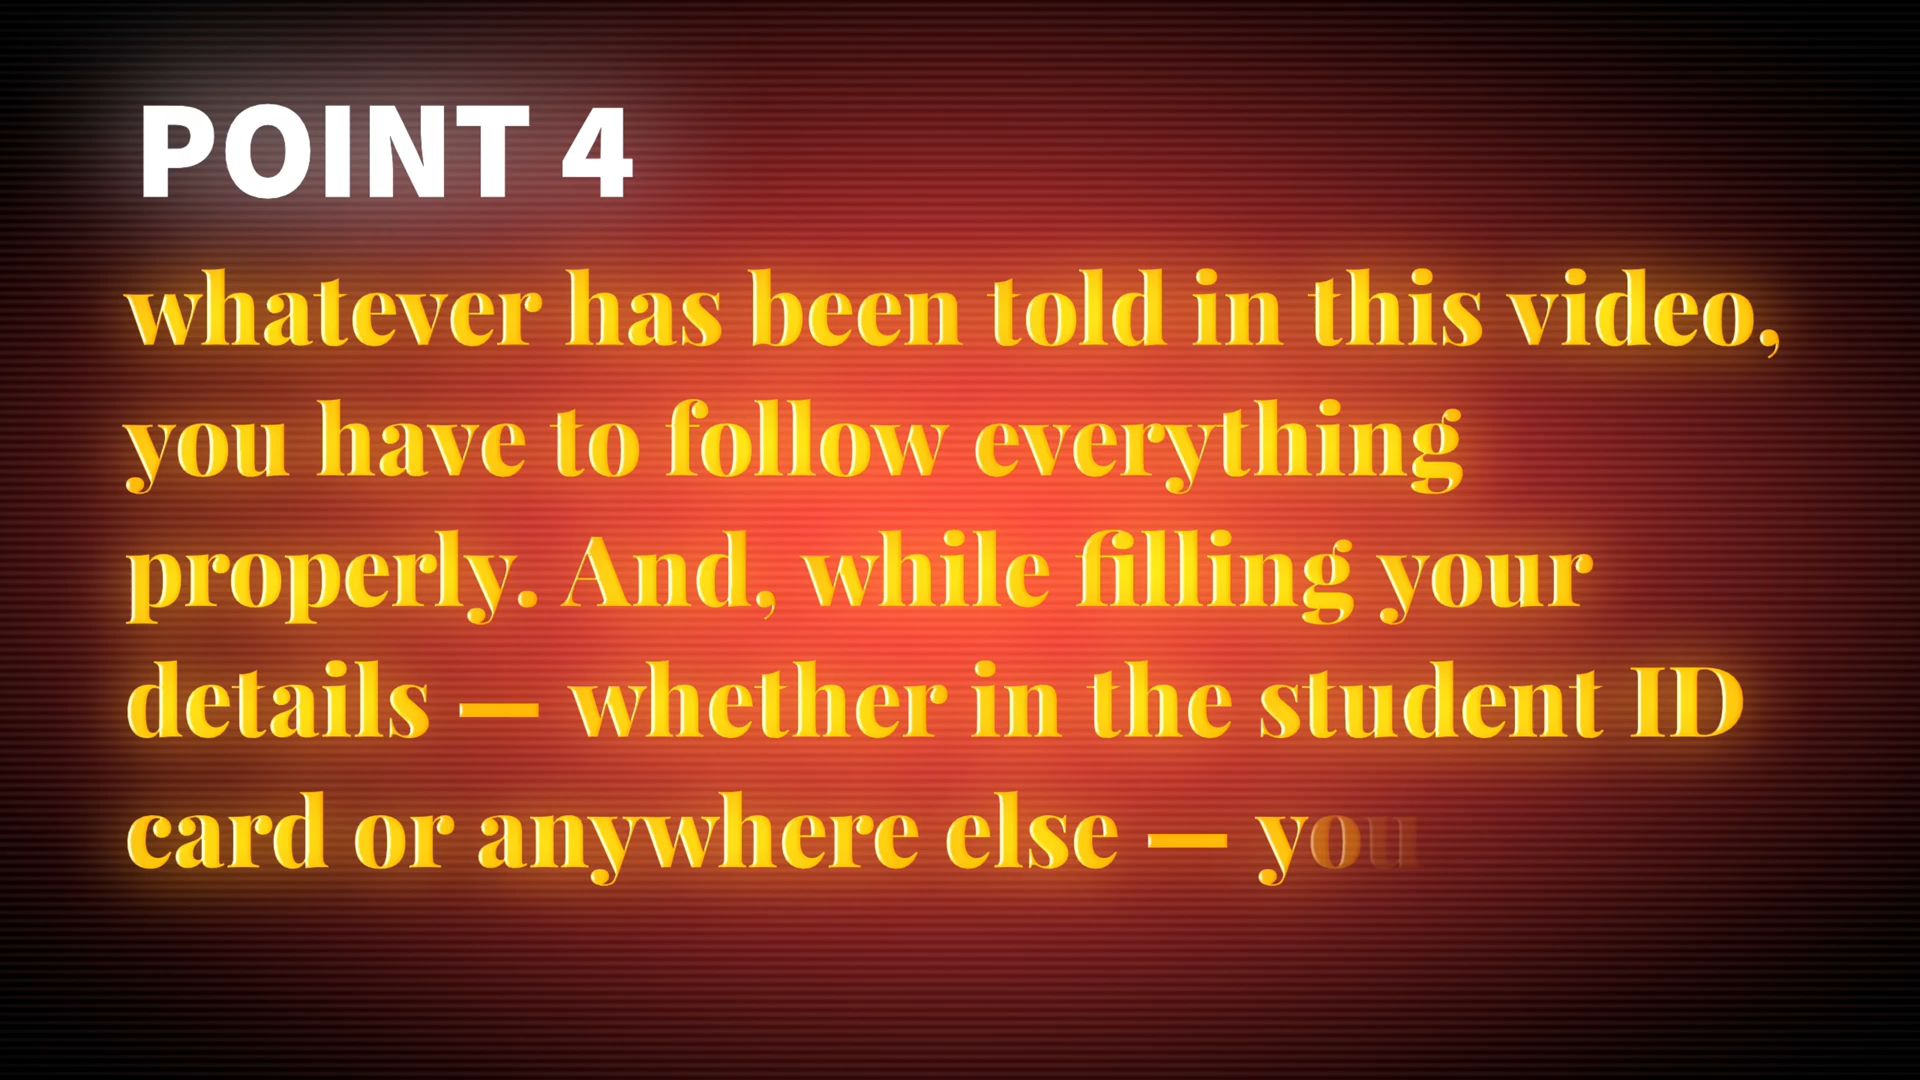 POINT 4
whatever has been told in this video,
you have to follow everything
properly. And, while filling your
details — whether in the student ID
card or anywhere else — you